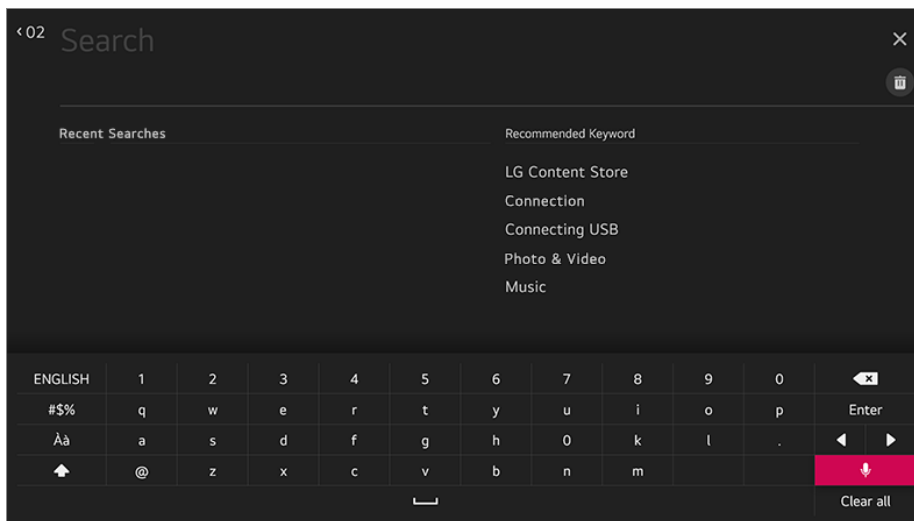 ‹ 02
Search
Recent Searches
Recommended Keyword
LG Content Store
Connection
Connecting USB
Photo & Video
Music
ENGLISH 1 2 3 4 5 6 7 8 9 0
#$% q w e r t y u i o p Enter
Àà a s d f g h 0 k l .
@ z x c v b n m
Clear all